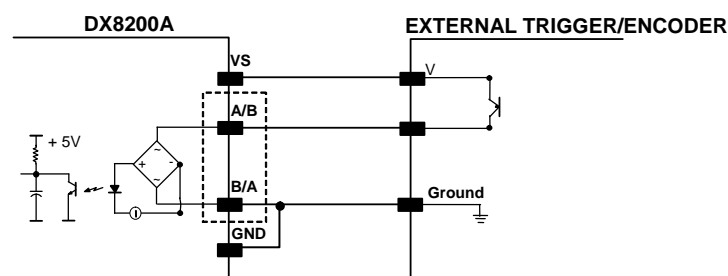 DX8200A
EXTERNAL TRIGGER/ENCODER
VS
V
A/B
+ 5V
+
~
-
~
B/A
Ground
GND